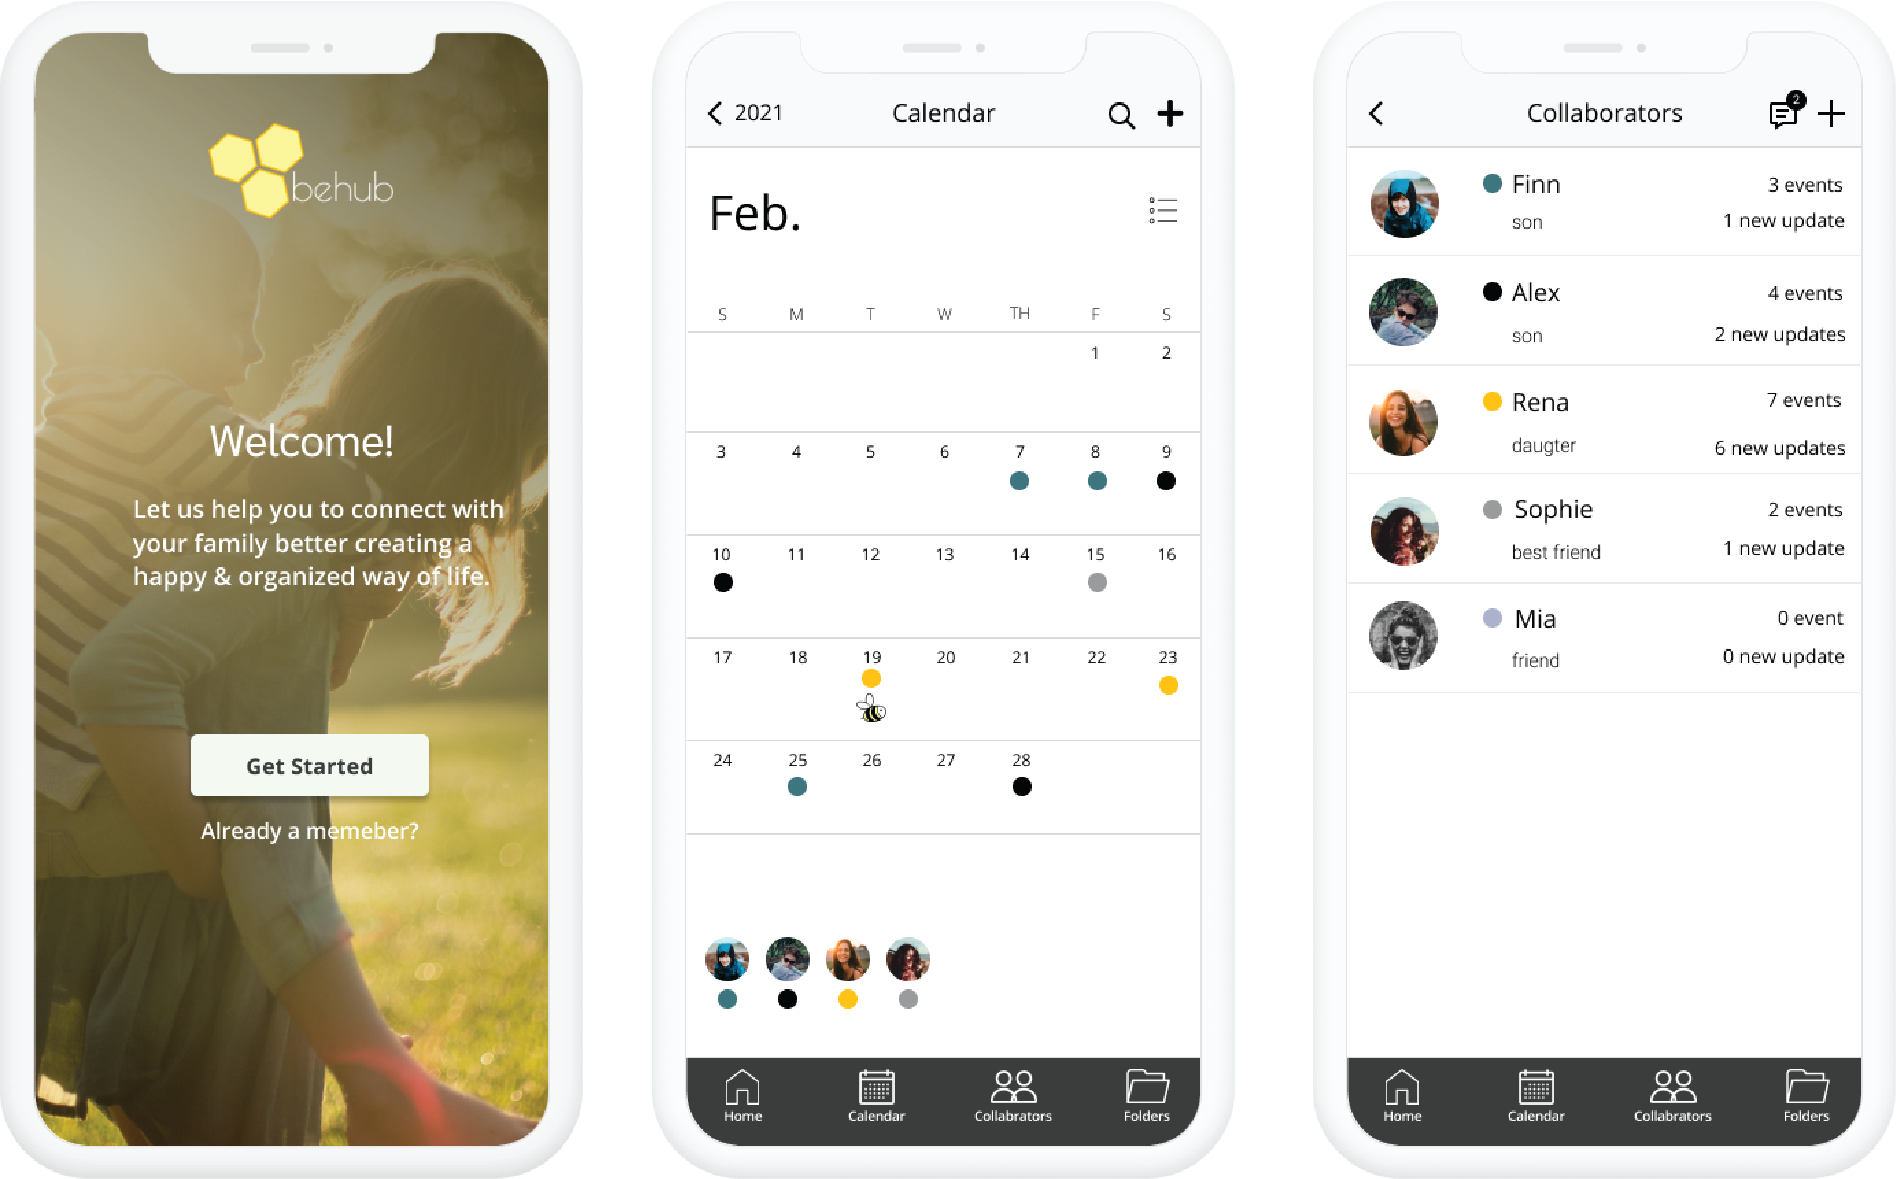 behub
Welcome!
Let us help you to connect with
your family better creating a
happy & organized way of life.
Get Started
Already a memeber?
2021 Calendar
Feb.
S M T W TH F S
1 2
3 4 5 6 7 8 9
10 11 12 13 14 15 16
17 18 19 20 21 22 23
24 25 26 27 28
Home Calendar Collabrators Folders
Collaborators 2
Finn 3 events
son 1 new update
Alex 4 events
son 2 new updates
Rena 7 events
daugter 6 new updates
Sophie 2 events
best friend 1 new update
Mia 0 event
friend 0 new update
Home Calendar Collabrators Folders